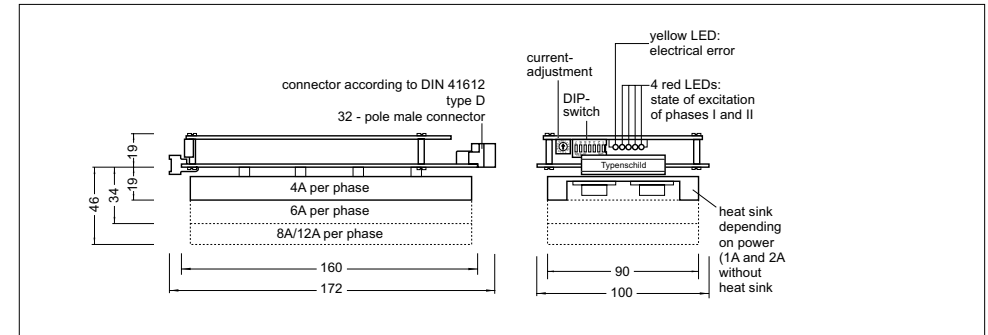 connector according to DIN 41612
type D
32 - pole male connector
19
19
34
46
4A per phase
6A per phase
8A/12A per phase
160
172
yellow LED:
electrical error
current-
adjustment
4 red LEDs:
state of excitation
of phases I and II
DIP-
switch
Typenschild
heat sink
depending
on power
(1A and 2A
without
heat sink
90
100